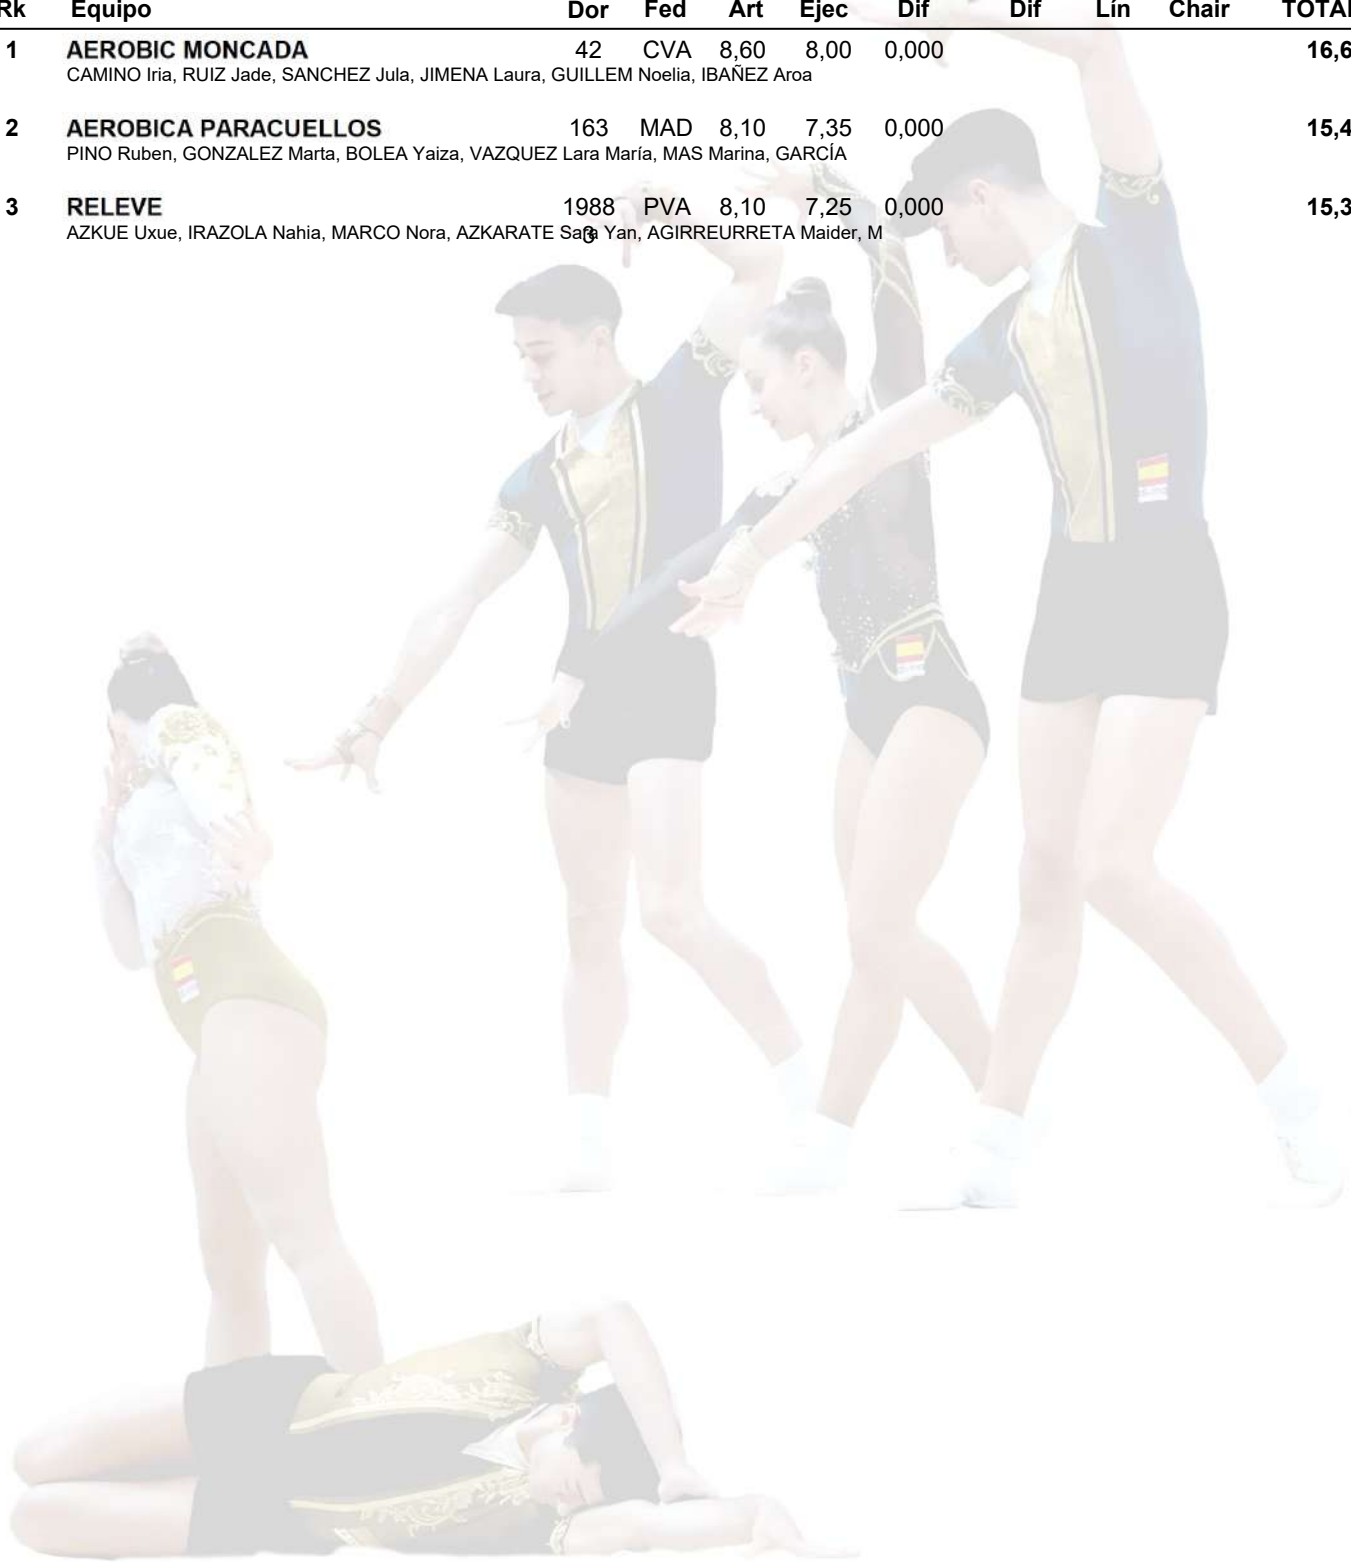 Rk Equipo Dor Fed Art Ejec Dif Dif Lín Chair TOTAL
1 AEROBIC MONCADA 42 CVA 8,60 8,00 0,000 16,6
CAMINO Iria, RUIZ Jade, SANCHEZ Jula, JIMENA Laura, GUILLEM Noelia, IBAÑEZ Aroa
2 AEROBICA PARACUELLOS 163 MAD 8,10 7,35 0,000 15,4
PINO Ruben, GONZALEZ Marta, BOLEA Yaiza, VAZQUEZ Lara María, MAS Marina, GARCÍA
3 RELEVE 1988 PVA 8,10 7,25 0,000 15,3
3
AZKUE Uxue, IRAZOLA Nahia, MARCO Nora, AZKARATE Sara Yan, AGIRREURRETA Maider, M